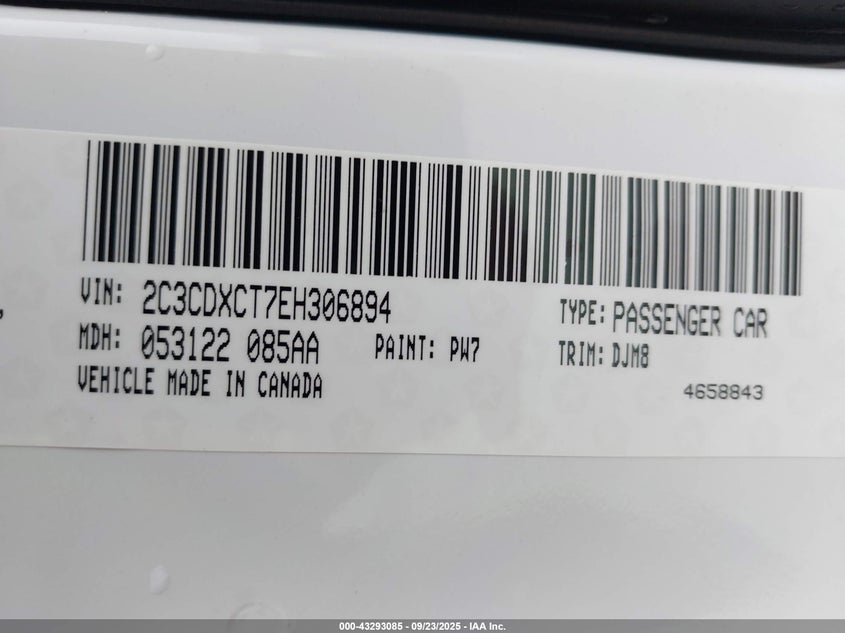 VIN: 2C3CDXCT7EH306894 TYPE: PASSENGER CAR
MDH: 053122 085AA PAINT: PW7 TRIM: DJM8
VEHICLE MADE IN CANADA 4658843
000-43293085 - 09/23/2025 - IAA Inc.